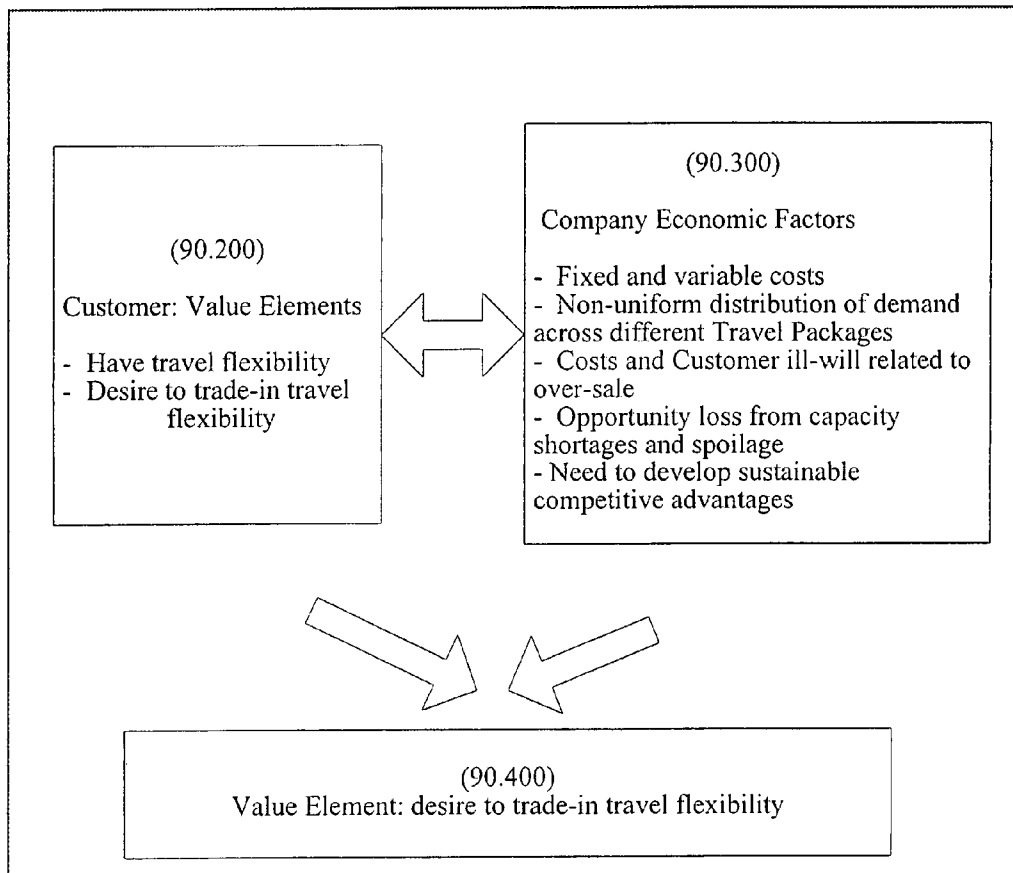 (90.200)
Customer: Value Elements
- Have travel flexibility
- Desire to trade-in travel
flexibility
(90.300)
Company Economic Factors
- Fixed and variable costs
- Non-uniform distribution of demand
across different Travel Packages
- Costs and Customer ill-will related to
over-sale
- Opportunity loss from capacity
shortages and spoilage
- Need to develop sustainable
competitive advantages
(90.400)
Value Element: desire to trade-in travel flexibility